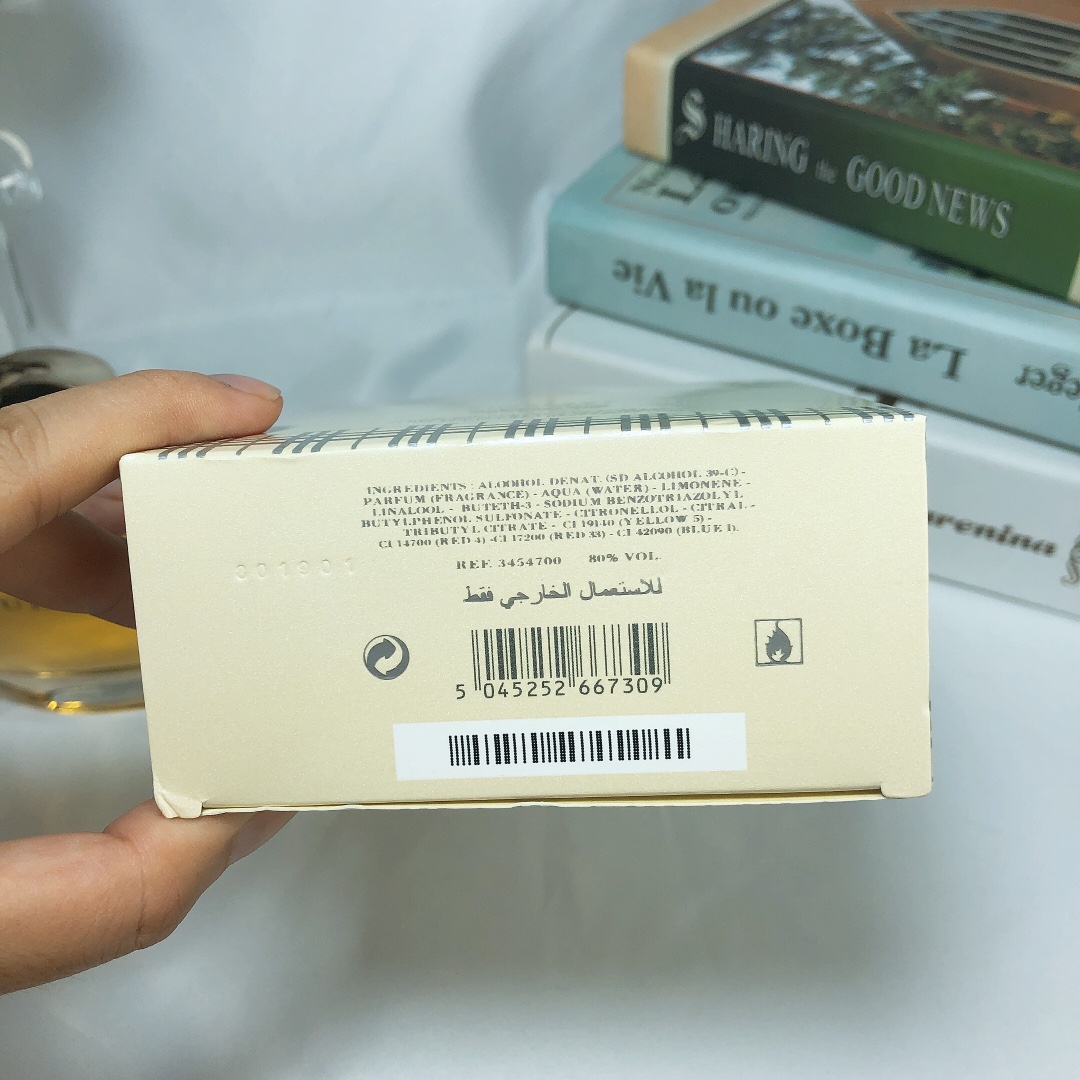 SHARING the GOOD NEWS
La Boxe ou la Vie
INGREDIENTS : ALCOOHOL DENAT. (SD ALCOHOL 39-C) -
PARFUM (FRAGRANCE) - AQUA (WATER) - LIMONENE -
LINALOOL - BUTETH-3 - SODIUM BENZOTRIAZOLYL
BUTYLPHENOL SULFONATE - CITRONELLOL - CITRAL -
TRIBUTYL CITRATE - CI 19140 (YELLOW 5) -
CI 14700 (RED 4) -CI 17200 (RED 33) - CI 42090 (BLUE 1).
REF. 3454700 80% VOL.
001901
للاستعمال الخارجي فقط
5 045252 667309